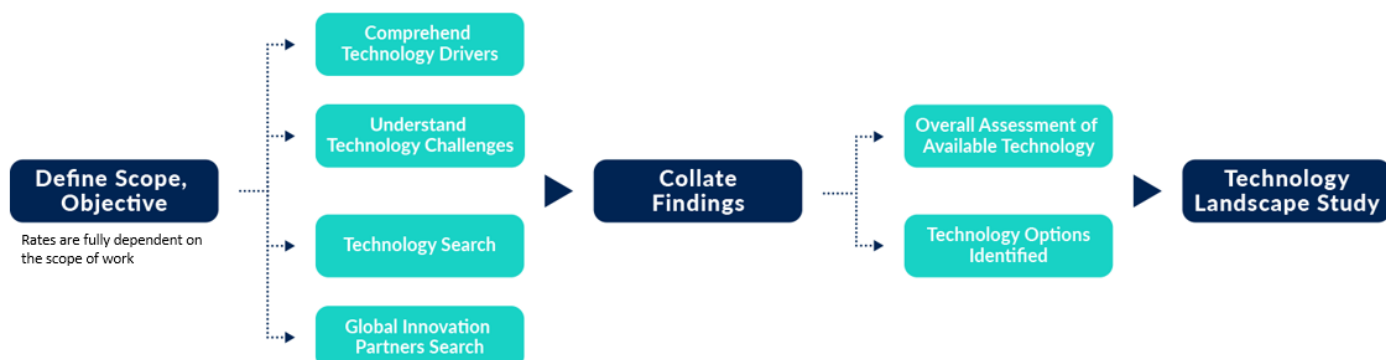 Define Scope,
Objective
Rates are fully dependent on
the scope of work
Comprehend
Technology Drivers
Understand
Technology Challenges
Technology Search
Global Innovation
Partners Search
Collate
Findings
Overall Assessment of
Available Technology
Technology Options
Identified
Technology
Landscape Study